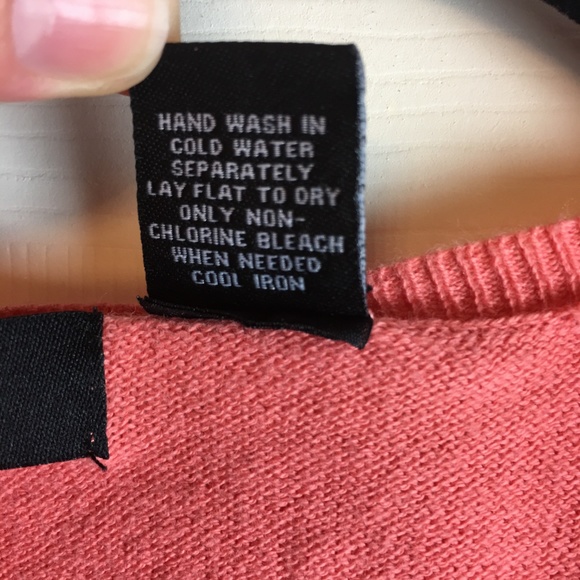 HAND WASH IN
COLD WATER
SEPARATELY
LAY FLAT TO DRY
ONLY NON-
CHLORINE BLEACH
WHEN NEEDED
COOL IRON